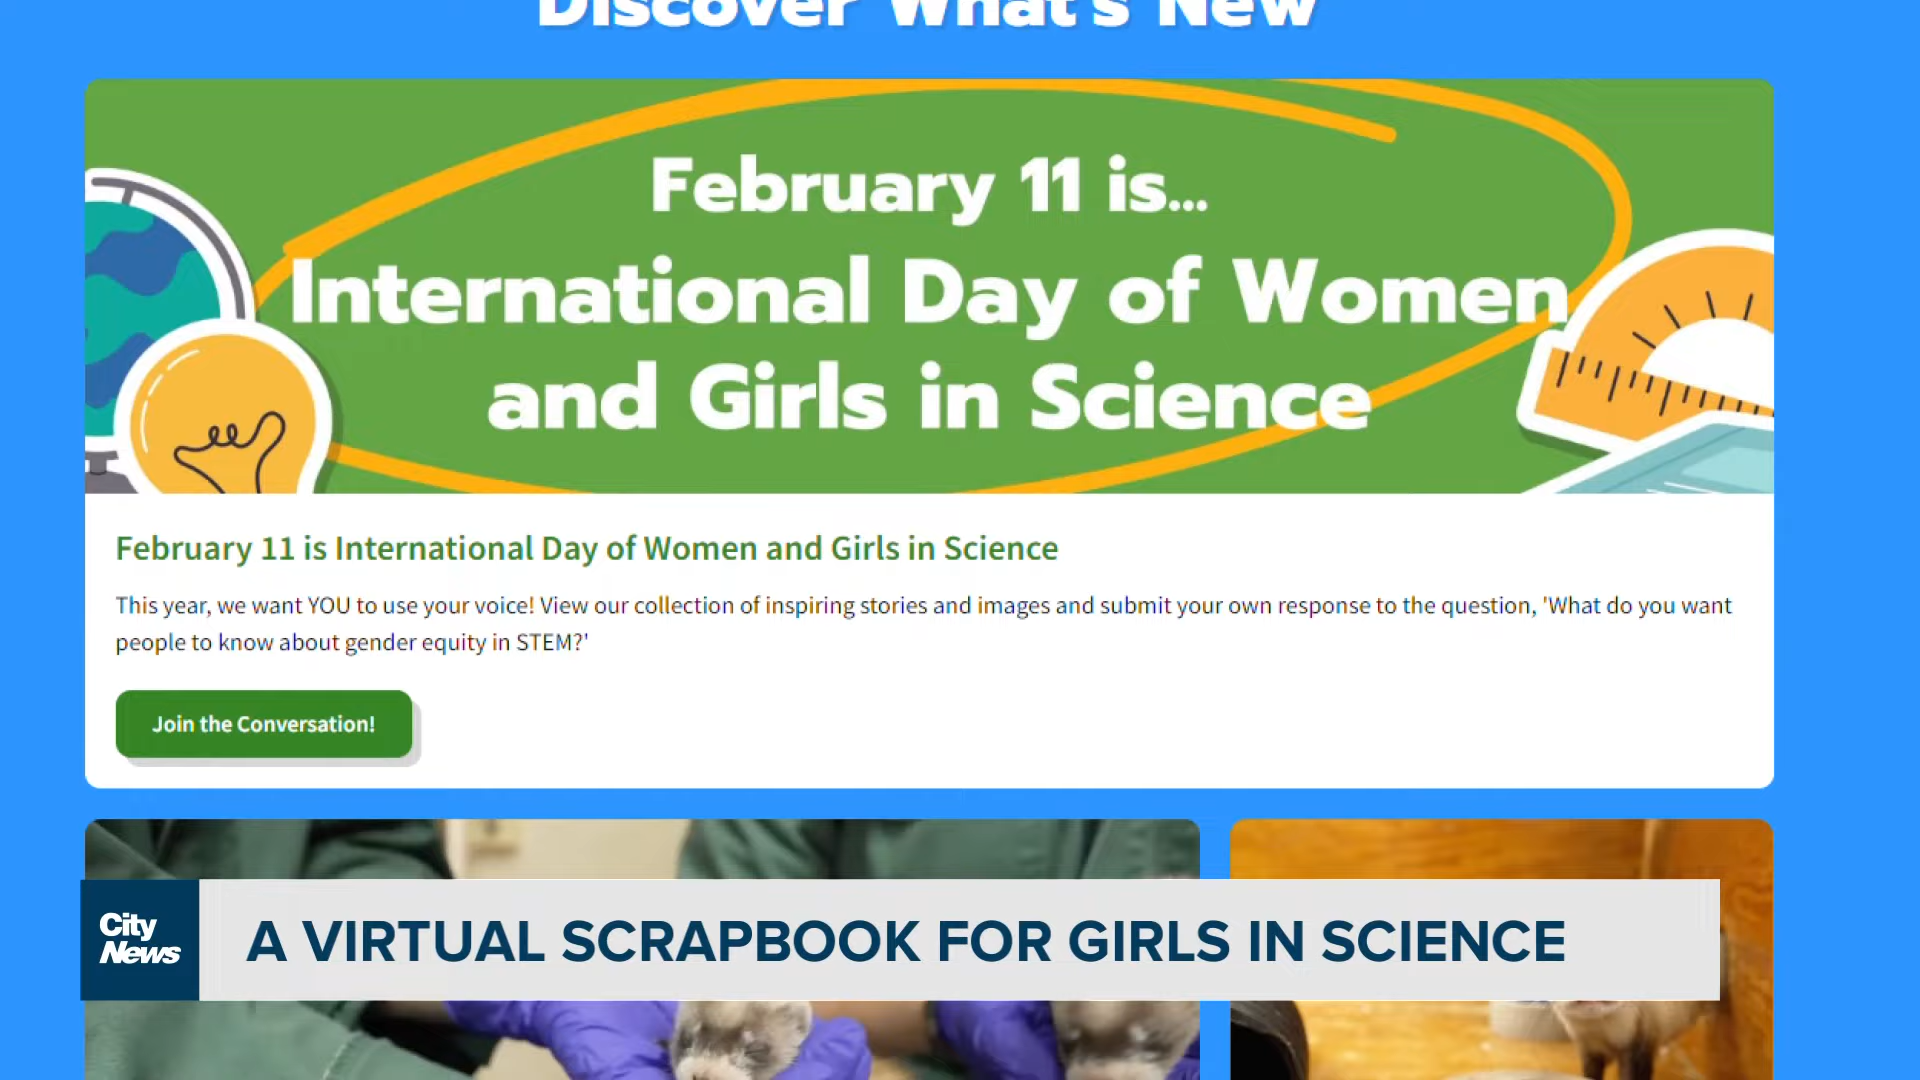 Discover What's New
February 11 is...
International Day of Women
and Girls in Science
February 11 is International Day of Women and Girls in Science
This year, we want YOU to use your voice! View our collection of inspiring stories and images and submit your own response to the question, 'What do you want
people to know about gender equity in STEM?'
Join the Conversation!
City
News
A VIRTUAL SCRAPBOOK FOR GIRLS IN SCIENCE